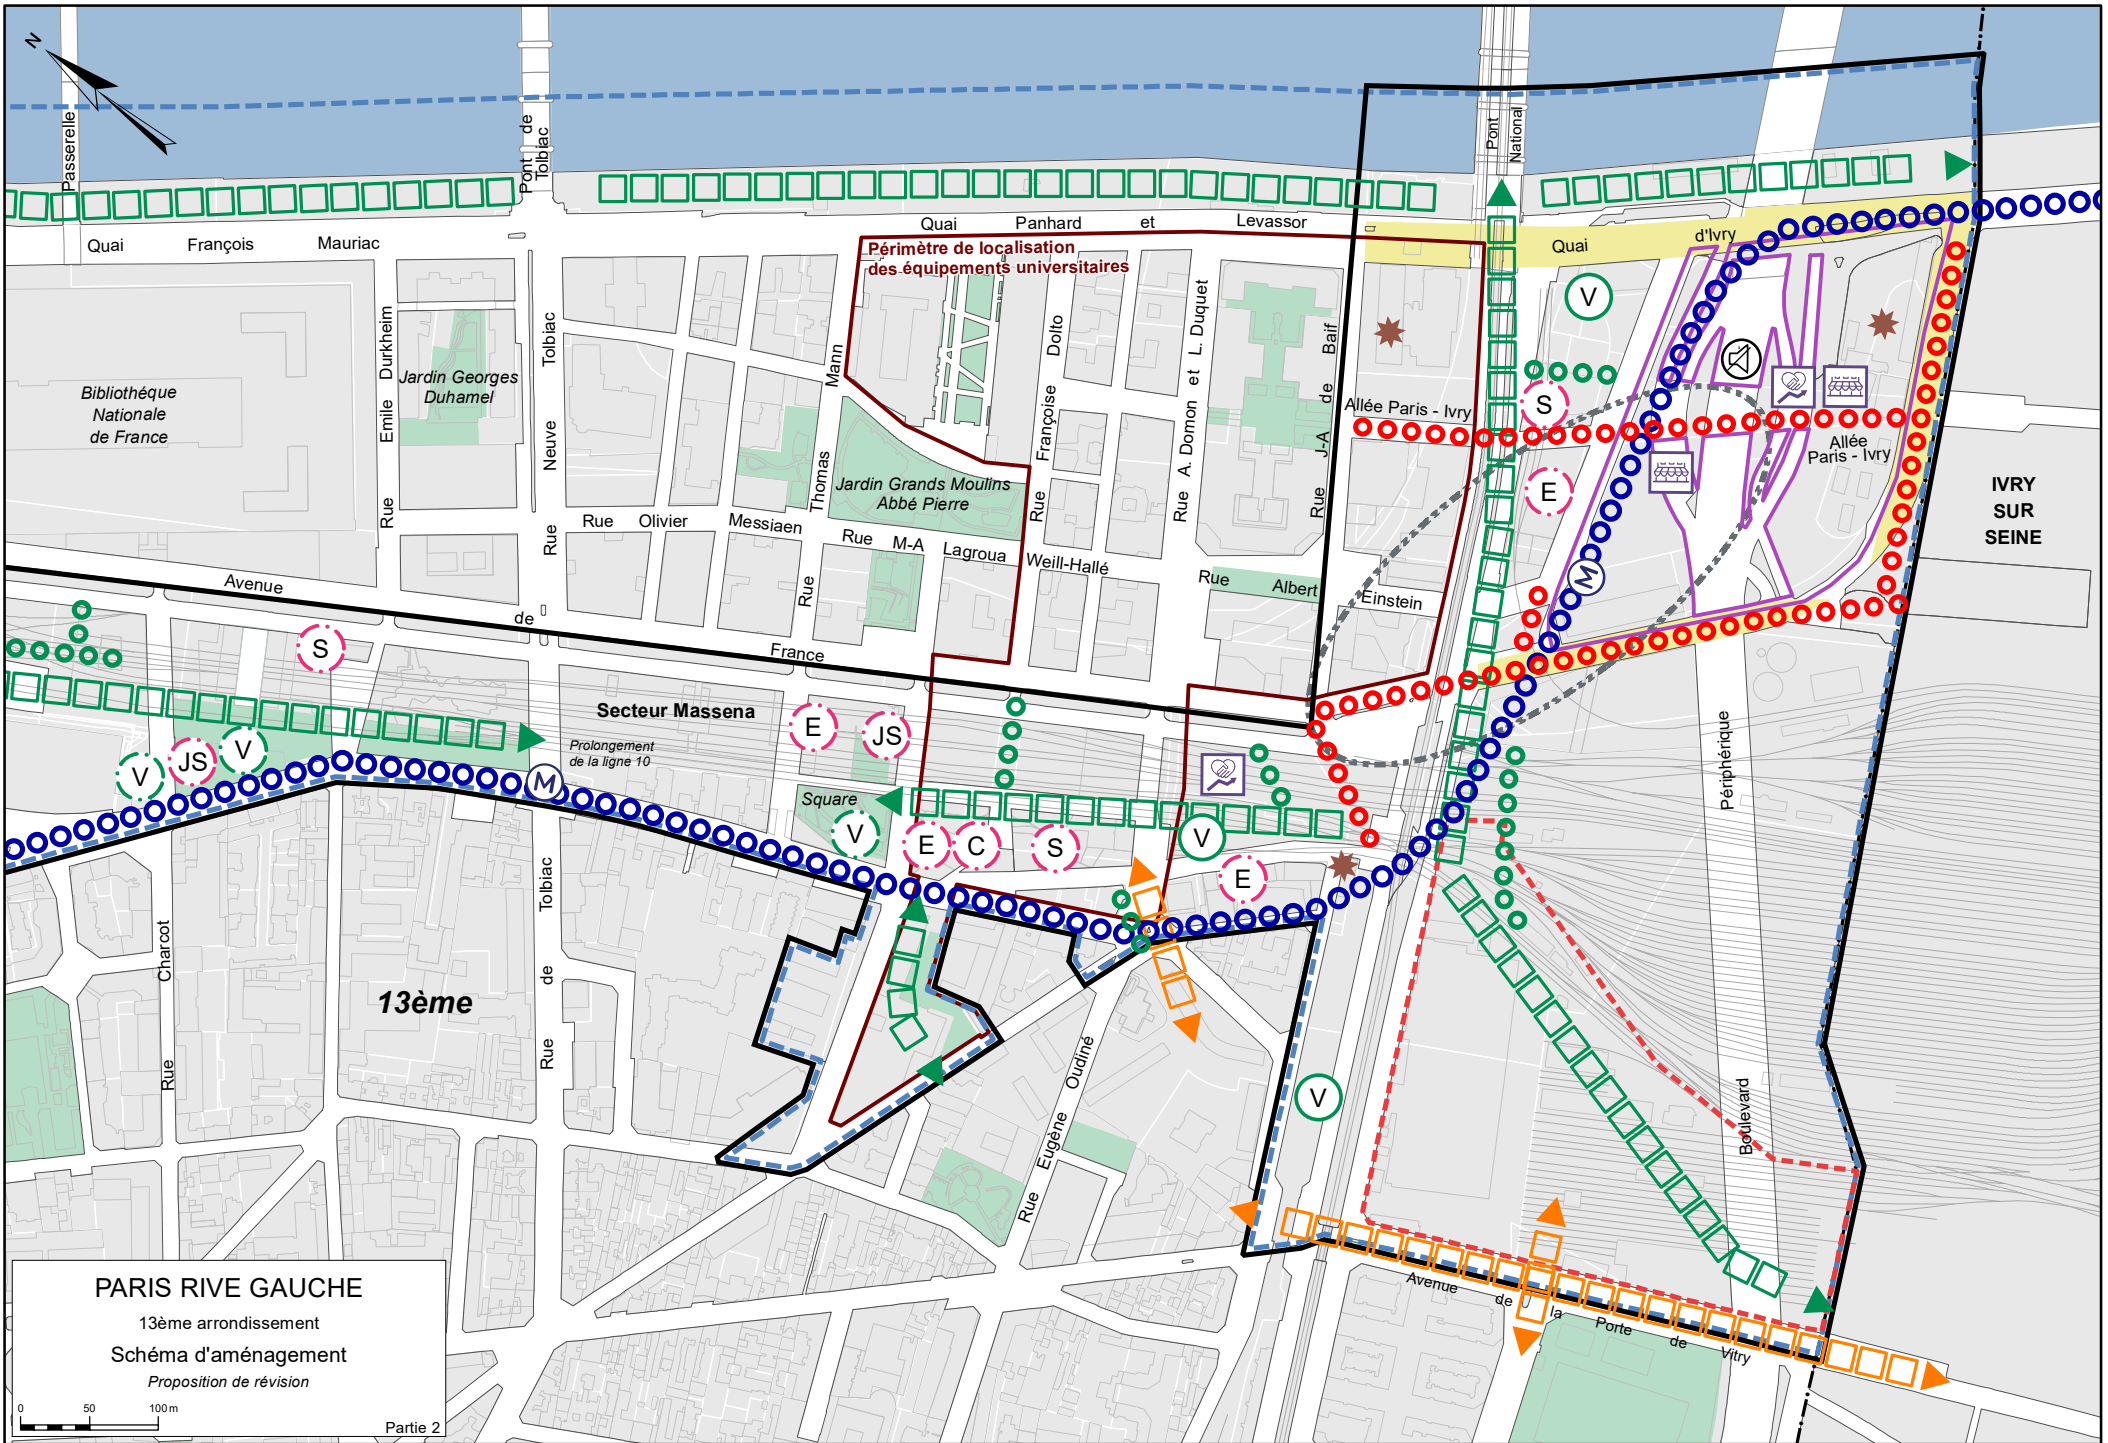 N
Passerelle
Pont de
Tolbiac
Pont
National
Quai François Mauriac
Quai Panhard et Levassor
Quai d'Ivry
Périmètre de localisation
des équipements universitaires
Bibliothéque
Nationale
de France
Rue Emile Durkheim
Jardin Georges
Duhamel
Rue Neuve Tolbiac
Rue Thomas Mann
Jardin Grands Moulins
Abbé Pierre
Rue Françoise Dolto
Rue A. Domon et L. Duquet
Rue J-A de Baif
Allée Paris - Ivry
Allée
Paris - Ivry
V
S
E
M
IVRY
SUR
SEINE
Rue Olivier Messiaen
Rue M-A Lagroua Weill-Hallé
Rue Albert Einstein
Avenue de France
S
Secteur Massena
Prolongement
de la ligne 10
E
JS
V
JS
V
M
Square
V
E
C
S
V
E
Périphérique
Boulevard
Rue Charcot
Rue de Tolbiac
13ème
Rue Eugène Oudiné
V
Avenue de la Porte de Vitry
PARIS RIVE GAUCHE
13ème arrondissement
Schéma d'aménagement
Proposition de révision
0 50 100 m
Partie 2